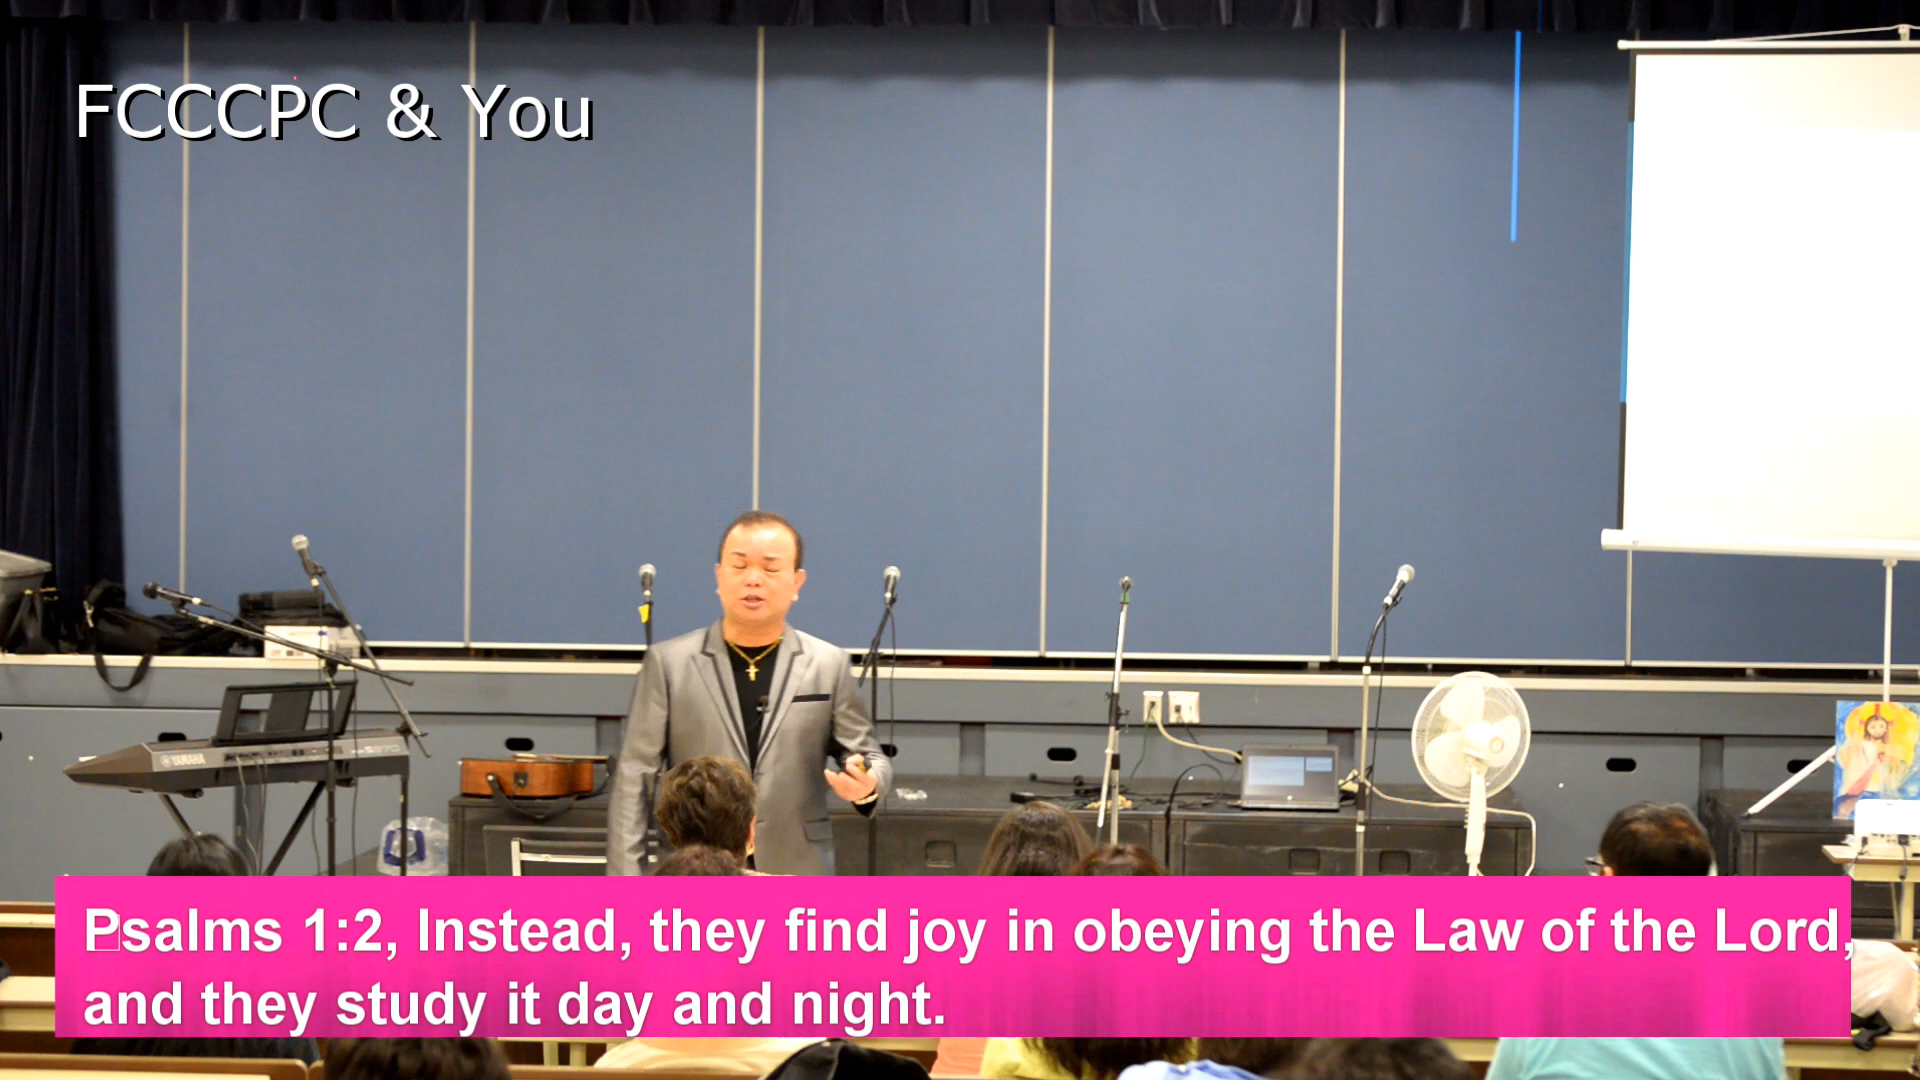 FCCCPC & You
YAMAHA
Psalms 1:2, Instead, they find joy in obeying the Law of the Lord,
and they study it day and night.